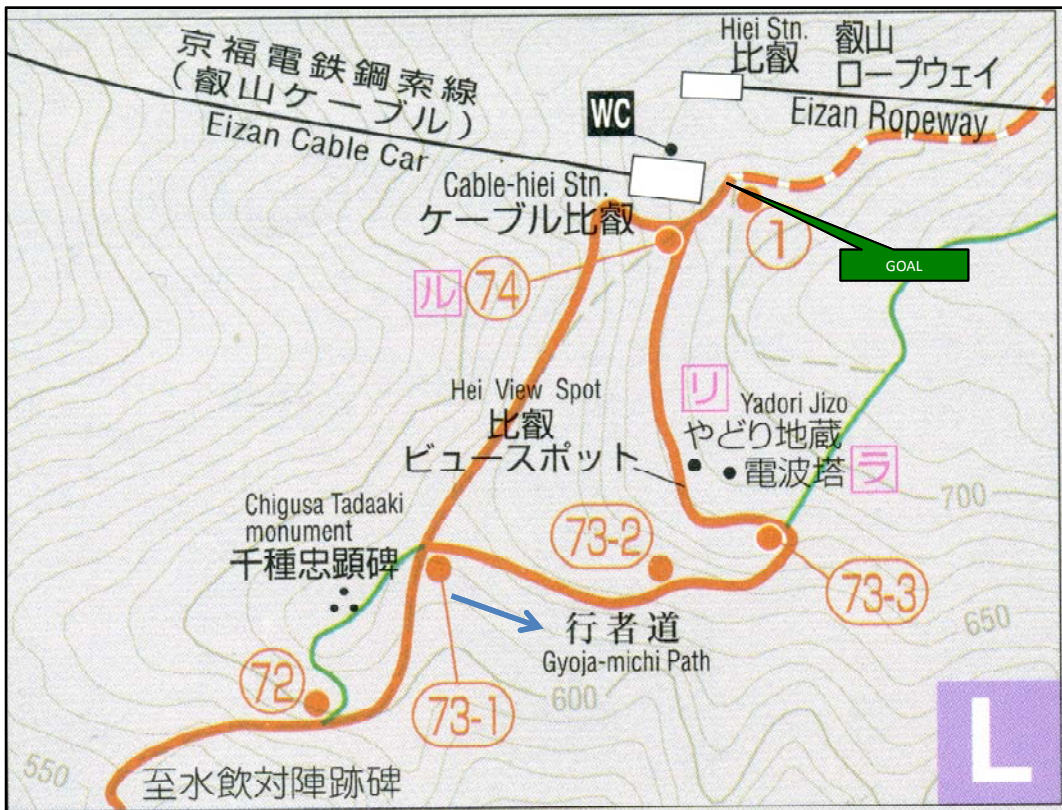 京福電鉄鋼索線
（叡山ケーブル）
Eizan Cable Car
Hiei Stn.
比叡
叡山
ロープウェイ
Eizan Ropeway
WC
Cable-hiei Stn.
ケーブル比叡
1
GOAL
ル
74
Hei View Spot
比叡
ビュースポット
リ
Yadori Jizo
やどり地蔵
電波塔
ラ
700
Chigusa Tadaaki
monument
千種忠顕碑
73-2
73-3
行者道
Gyoja-michi Path
650
72
73-1
600
550
至水飲対陣跡碑
L